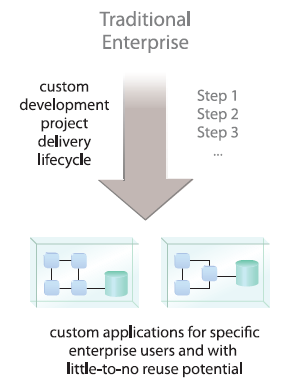 Traditional
Enterprise
custom
development
project
delivery
lifecycle
Step 1
Step 2
Step 3
...
custom applications for specific
enterprise users and with
little-to-no reuse potential